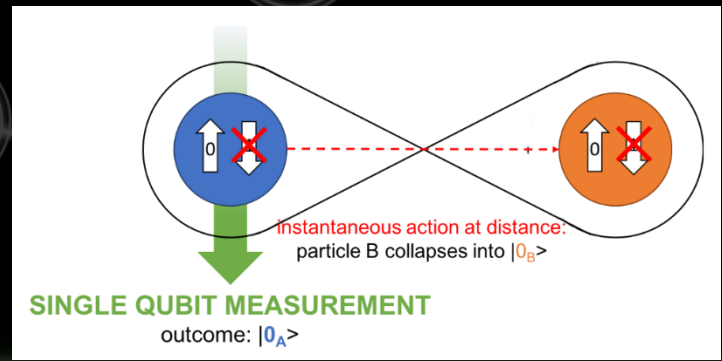 0
0
instantaneous action at distance:
particle B collapses into |0B>
SINGLE QUBIT MEASUREMENT
outcome: |0A>